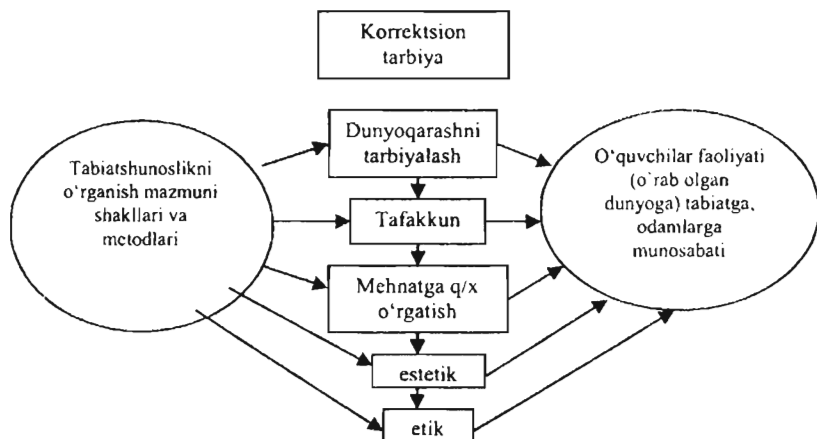 Korrektsion
tarbiya
Dunyoqarashni
tarbiyalash
Tabiatshunoslikni
o‘rganish mazmuni
shakllari va
metodlari
O‘quvchilar faoliyati
(o`rab olgan
dunyoga) tabiatga,
odamlarga
munosabati
Tafakkun
Mehnatga q/x
o‘rgatish
estetik
etik